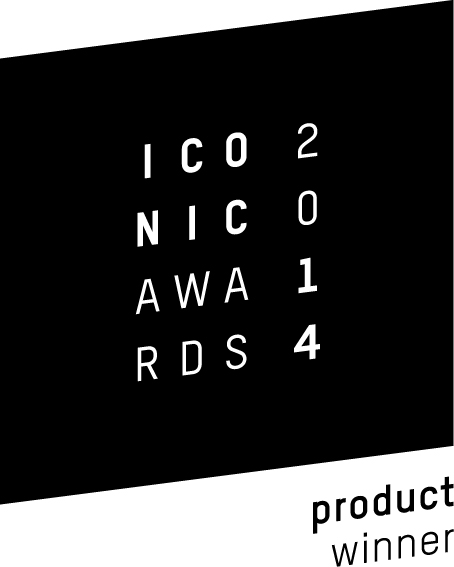 ICO 2
NIC 0
AWA 1
RDS 4
product
winner